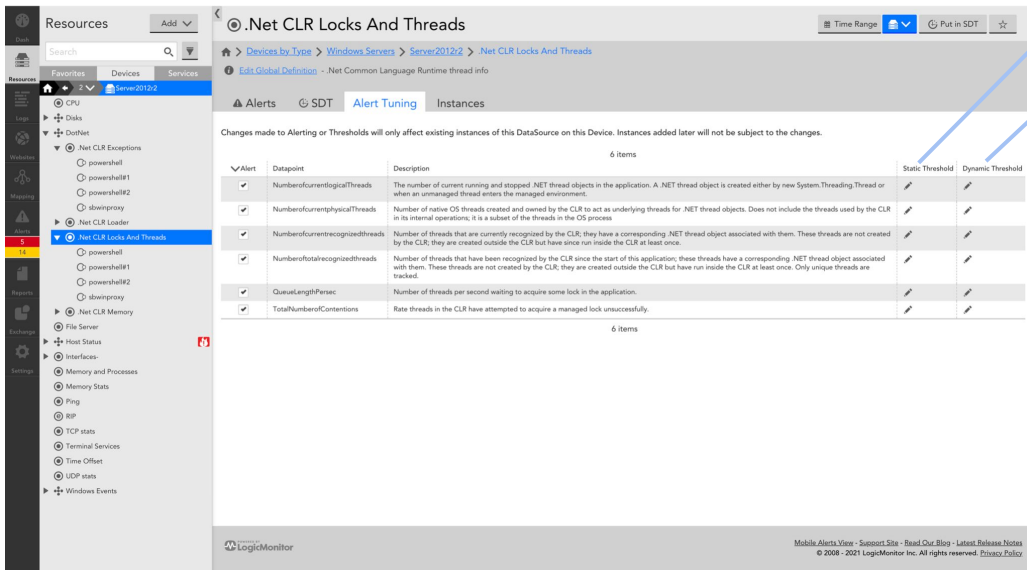 Dash
Resources
Logs
Websites
Mapping
Alerts
5
14
Reports
Exchange
Settings
Resources
Add
Search
Favorites Devices Services
2 Server2012r2
CPU
Disks
DotNet
.Net CLR Exceptions
powershell
powershell#1
powershell#2
sbwinproxy
.Net CLR Loader
.Net CLR Locks And Threads
powershell
powershell#1
powershell#2
sbwinproxy
.Net CLR Memory
File Server
Host Status
Interfaces-
Memory and Processes
Memory Stats
Ping
RIP
TCP stats
Terminal Services
Time Offset
UDP stats
Windows Events
.Net CLR Locks And Threads
Time Range
Put in SDT
> Devices by Type > Windows Servers > Server2012r2 > .Net CLR Locks And Threads
Edit Global Definition - .Net Common Language Runtime thread info
Alerts SDT Alert Tuning Instances
Changes made to Alerting or Thresholds will only affect existing instances of this DataSource on this Device. Instances added later will not be subject to the changes.
6 items
Alert Datapoint Description Static Threshold Dynamic Threshold
NumberofcurrentlogicalThreads The number of current running and stopped .NET thread objects in the application. A .NET thread object is created either by new System.Threading.Thread or
when an unmanaged thread enters the managed environment.
NumberofcurrentphysicalThreads Number of native OS threads created and owned by the CLR to act as underlying threads for .NET thread objects. Does not include the threads used by the CLR
in its internal operations; it is a subset of the threads in the OS process
Numberofcurrentrecognizedthreads Number of threads that are currently recognized by the CLR; they have a corresponding .NET thread object associated with them. These threads are not created
by the CLR; they are created outside the CLR but have since run inside the CLR at least once.
Numberoftotalrecognizedthreads Number of threads that have been recognized by the CLR since the start of this application; these threads have a corresponding .NET thread object associated
with them. These threads are not created by the CLR; they are created outside the CLR but have run inside the CLR at least once. Only unique threads are
tracked.
QueueLengthPersec Number of threads per second waiting to acquire some lock in the application.
TotalNumberofContentions Rate threads in the CLR have attempted to acquire a managed lock unsuccessfully.
6 items
POWERED BY
LogicMonitor
Mobile Alerts View - Support Site - Read Our Blog - Latest Release Notes
© 2008 - 2021 LogicMonitor Inc. All rights reserved. Privacy Policy